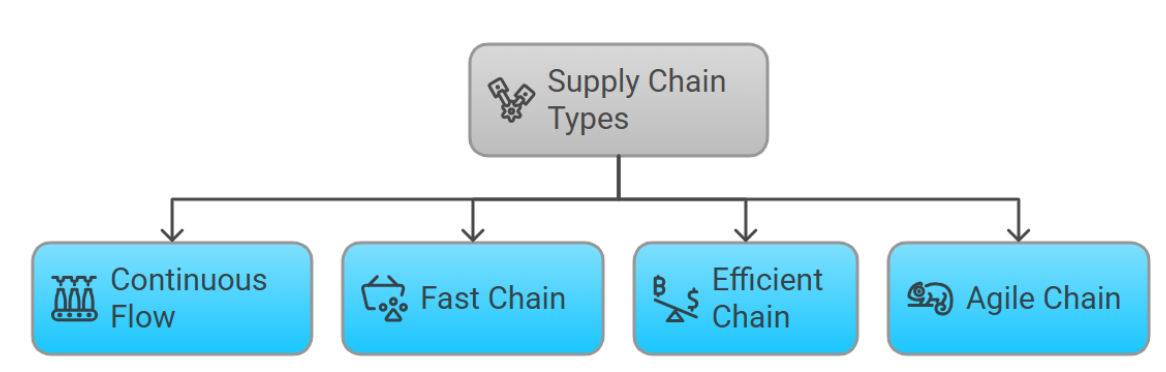 Supply Chain
Types
Continuous
Flow
Fast Chain
Efficient
Chain
Agile Chain